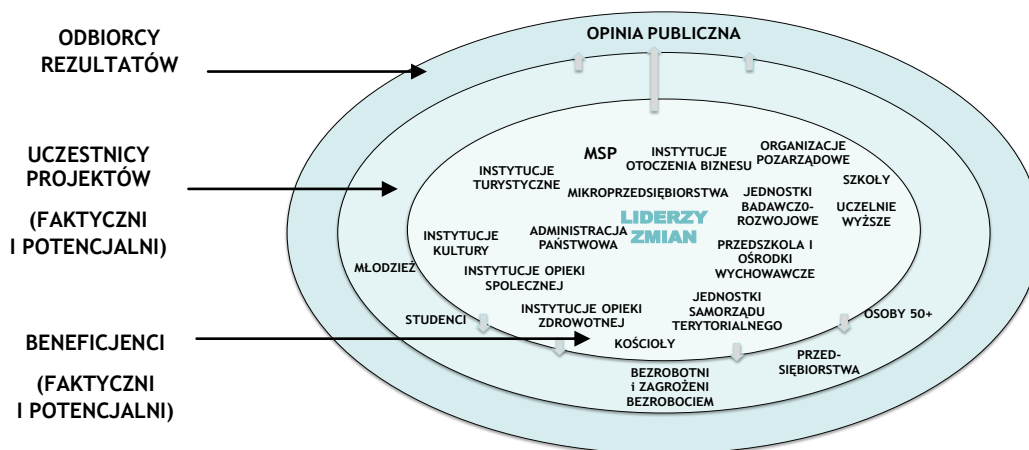 ODBIORCY
REZULTATÓW
UCZESTNICY
PROJEKTÓW
(FAKTYCZNI
I POTENCJALNI)
BENEFICJENCI
(FAKTYCZNI
I POTENCJALNI)
OPINIA PUBLICZNA
MSP
INSTYTUCJE
OTOCZENIA BIZNESU
ORGANIZACJE
POZARZĄDOWE
INSTYTUCJE
TURYSTYCZNE
MIKROPRZEDSIĘBIORSTWA
SZKOŁY
JEDNOSTKI
BADAWCZO-
ROZWOJOWE
UCZELNIE
WYŻSZE
LIDERZY
ZMIAN
INSTYTUCJE
KULTURY
ADMINISTRACJA
PAŃSTWOWA
PRZEDSZKOLA I
OŚRODKI
WYCHOWAWCZE
MŁODZIEŻ
INSTYTUCJE OPIEKI
SPOLECZNEJ
JEDNOSTKI
SAMORZĄDU
TERYTORIALNEGO
STUDENCI
INSTYTUCJE OPIEKI
ZDROWOTNEJ
OSOBY 50+
KOŚCIOŁY
PRZED-
SIĘBIORSTWA
BEZROBOTNI
i ZAGROŻENI
BEZROBOCIEM